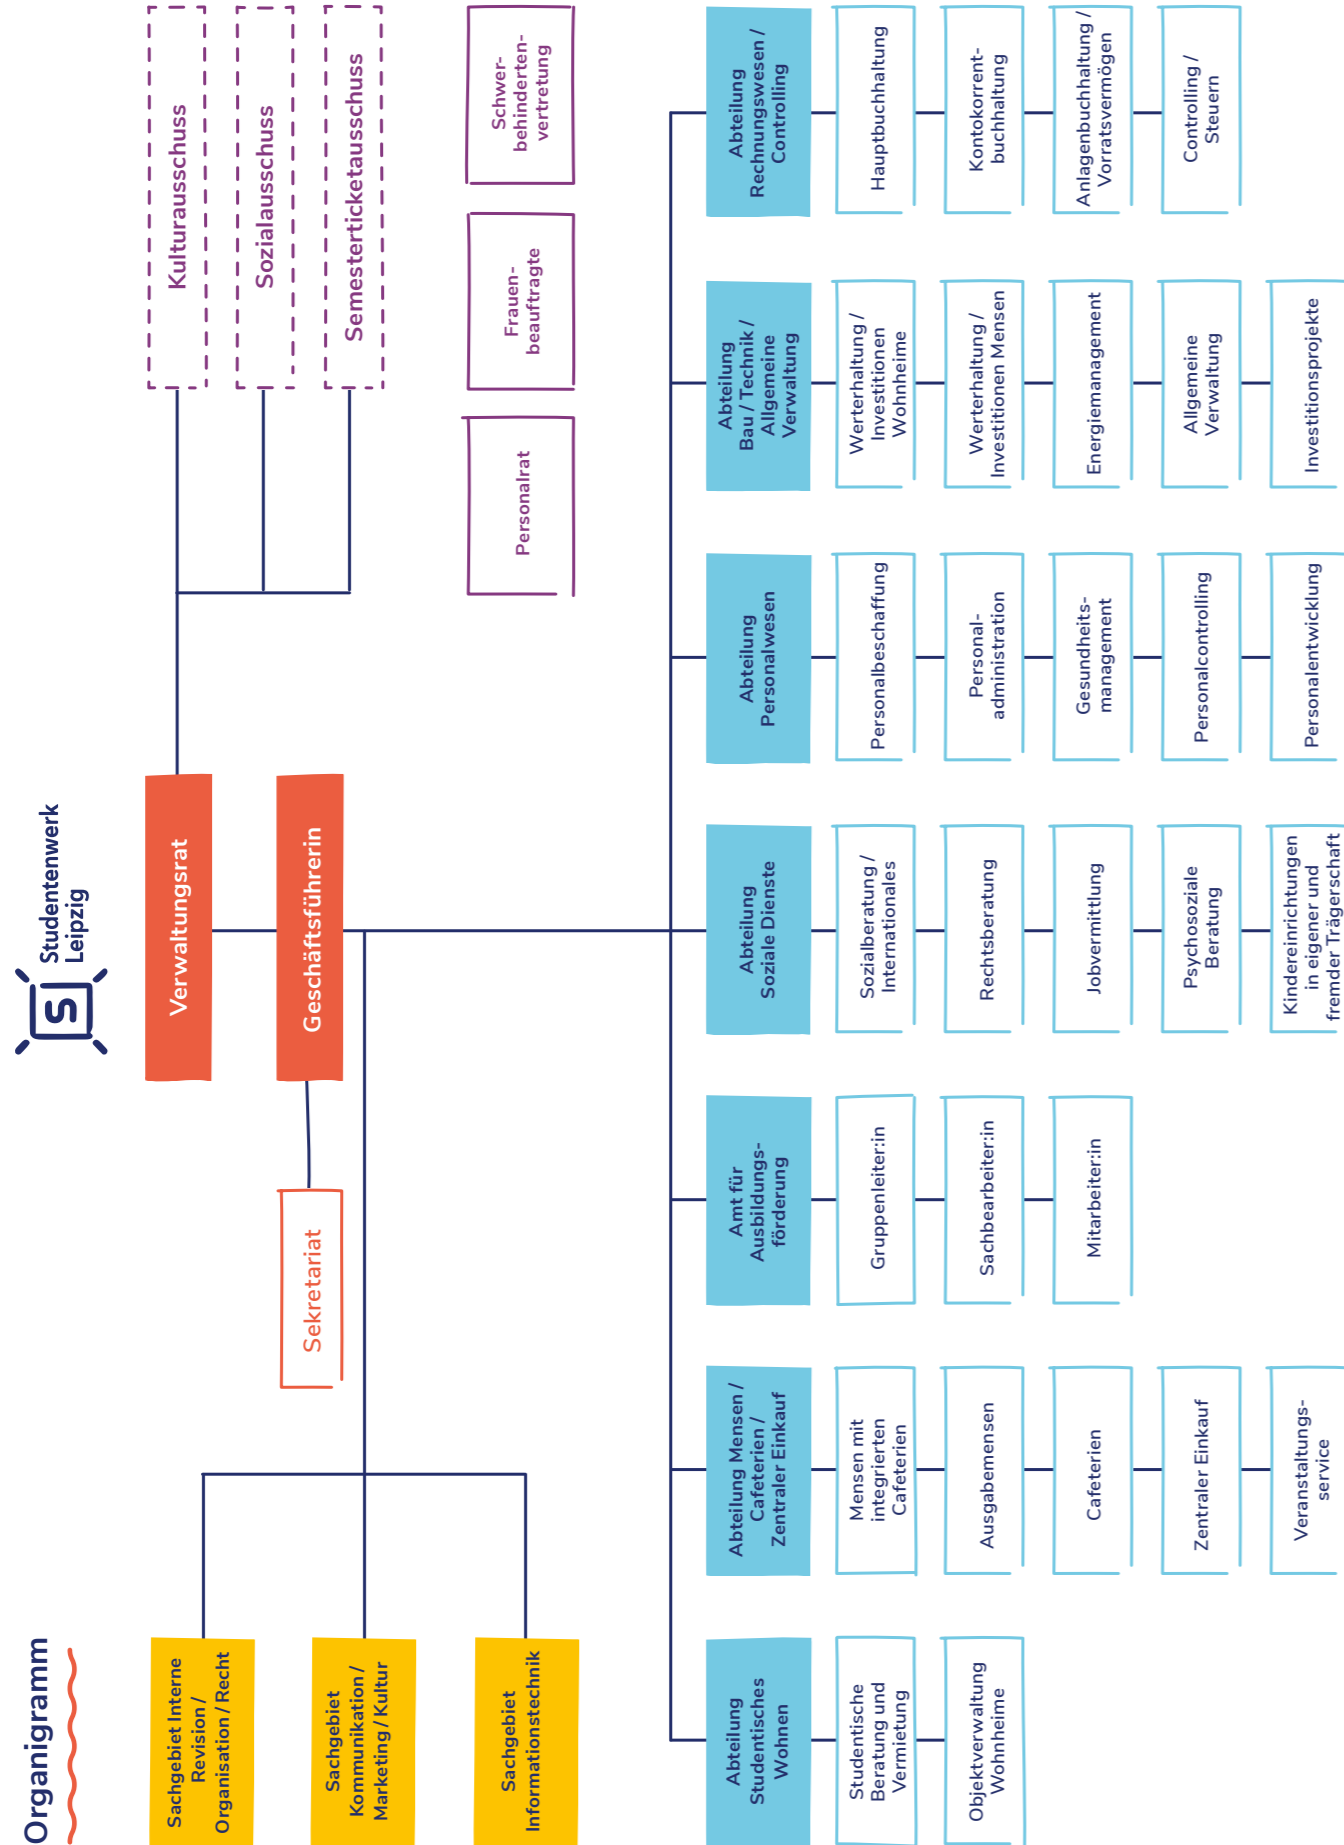 Organigramm
Studentenwerk
Leipzig
Verwaltungsrat
Geschäftsführerin
Sekretariat
Kulturausschuss
Sozialausschuss
Semesterticketausschuss
Sachgebiet Interne
Revision /
Organisation / Recht
Sachgebiet
Kommunikation /
Marketing / Kultur
Sachgebiet
Informationstechnik
Personalrat
Frauen-
beauftragte
Schwer-
behinderten-
vertretung
Abteilung
Studentisches
Wohnen
Studentische
Beratung und
Vermietung
Objektverwaltung
Wohnheime
Abteilung Mensen /
Cafeterien /
Zentraler Einkauf
Mensen mit
integrierten
Cafeterien
Ausgabemensen
Cafeterien
Zentraler Einkauf
Veranstaltungs-
service
Amt für
Ausbildungs-
förderung
Gruppenleiter:in
Sachbearbeiter:in
Mitarbeiter:in
Abteilung
Soziale Dienste
Sozialberatung /
Internationales
Rechtsberatung
Jobvermittlung
Psychosoziale
Beratung
Kindereinrichtungen
in eigener und
fremder Trägerschaft
Abteilung
Personalwesen
Personalbeschaffung
Personal-
administration
Gesundheits-
management
Personalcontrolling
Personalentwicklung
Abteilung
Bau / Technik /
Allgemeine
Verwaltung
Werterhaltung /
Investitionen
Wohnheime
Werterhaltung /
Investitionen Mensen
Energiemanagement
Allgemeine
Verwaltung
Investitionsprojekte
Abteilung
Rechnungswesen /
Controlling
Hauptbuchhaltung
Kontokorrent-
buchhaltung
Anlagenbuchhaltung /
Vorratsvermögen
Controlling /
Steuern